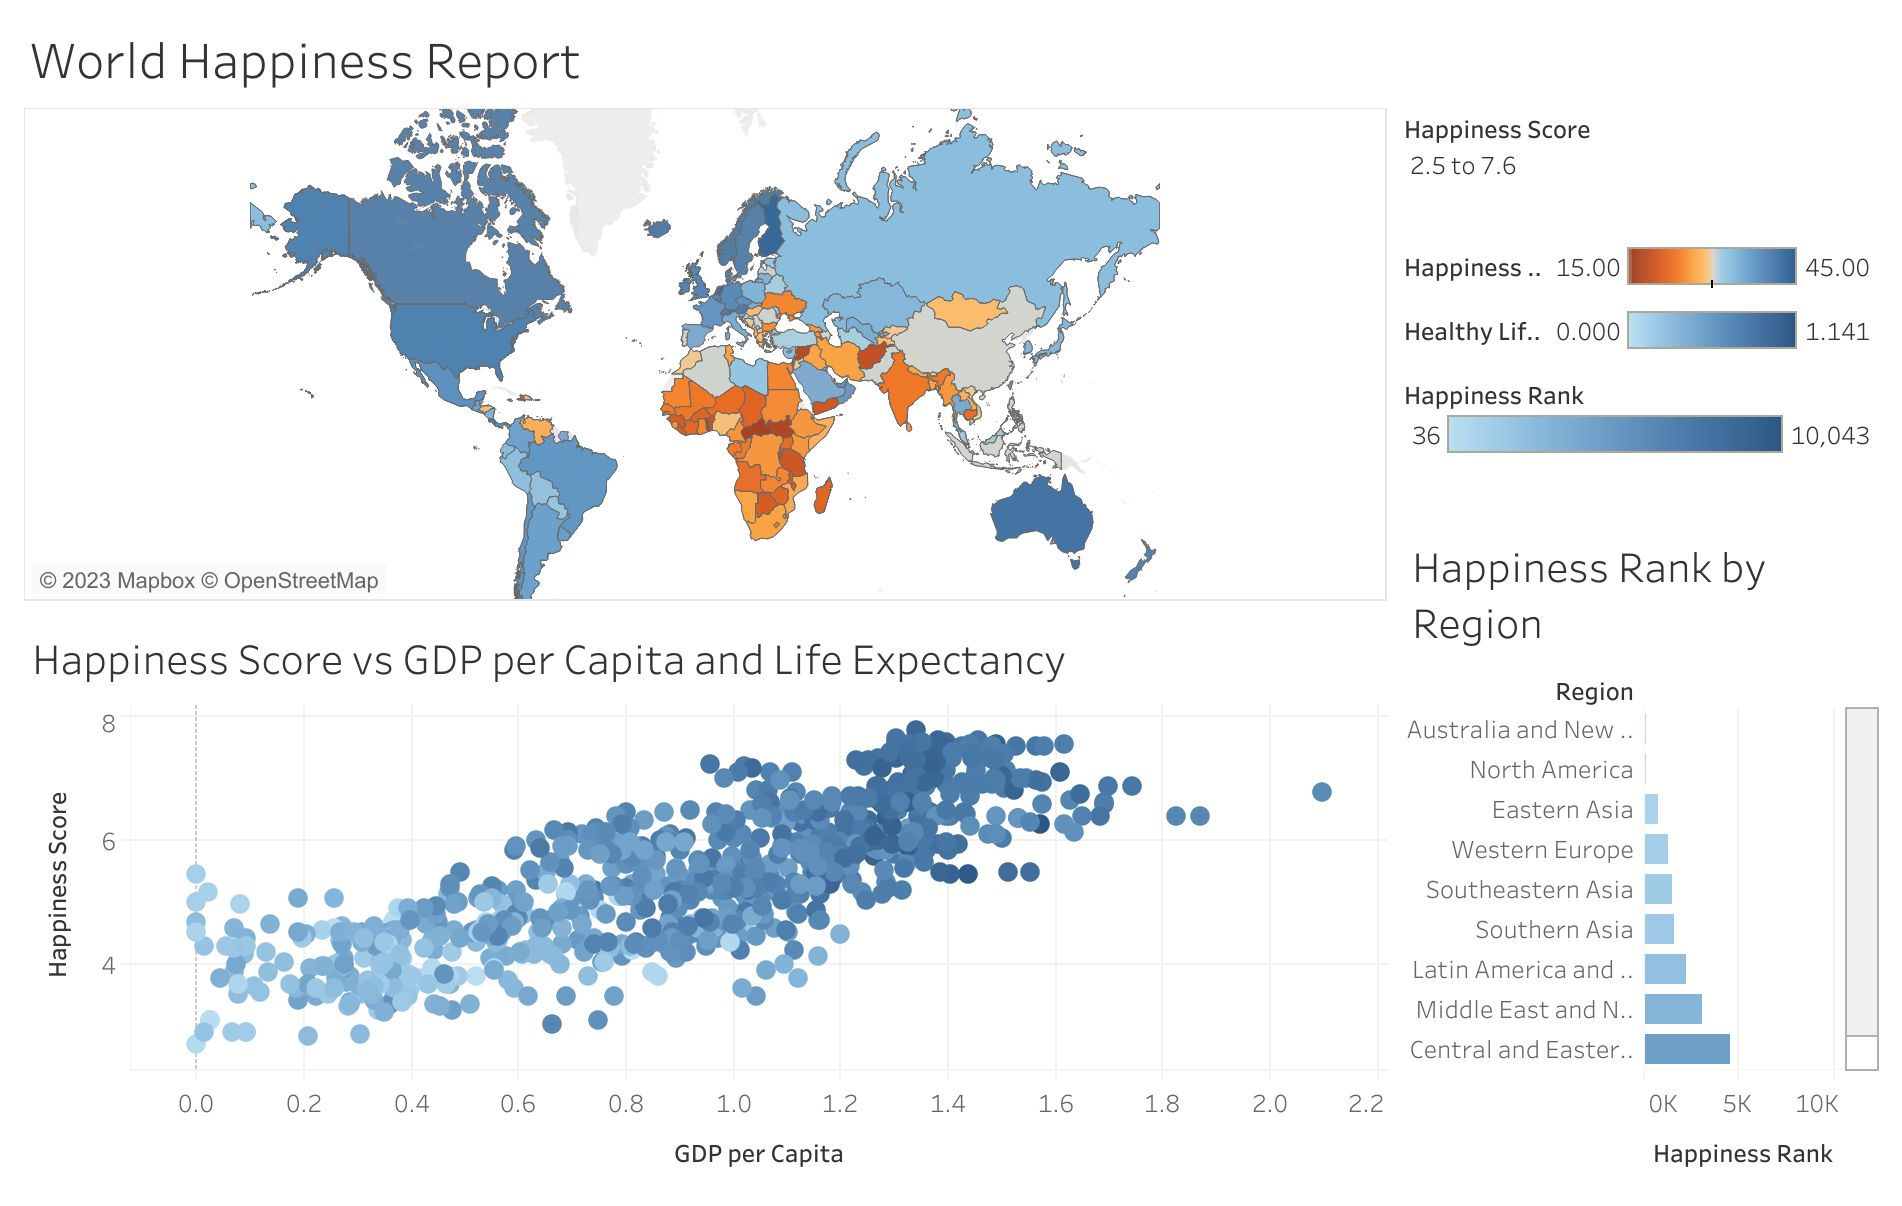 World Happiness Report
© 2023 Mapbox © OpenStreetMap
Happiness Score
2.5 to 7.6
Happiness .. 15.00 45.00
Healthy Lif.. 0.000 1.141
Happiness Rank
36 10,043
Happiness Score vs GDP per Capita and Life Expectancy
Happiness Score
8
6
4
0.0 0.2 0.4 0.6 0.8 1.0 1.2 1.4 1.6 1.8 2.0 2.2
GDP per Capita
Happiness Rank by
Region
Region
Australia and New ..
North America
Eastern Asia
Western Europe
Southeastern Asia
Southern Asia
Latin America and ..
Middle East and N..
Central and Easter..
0K 5K 10K
Happiness Rank